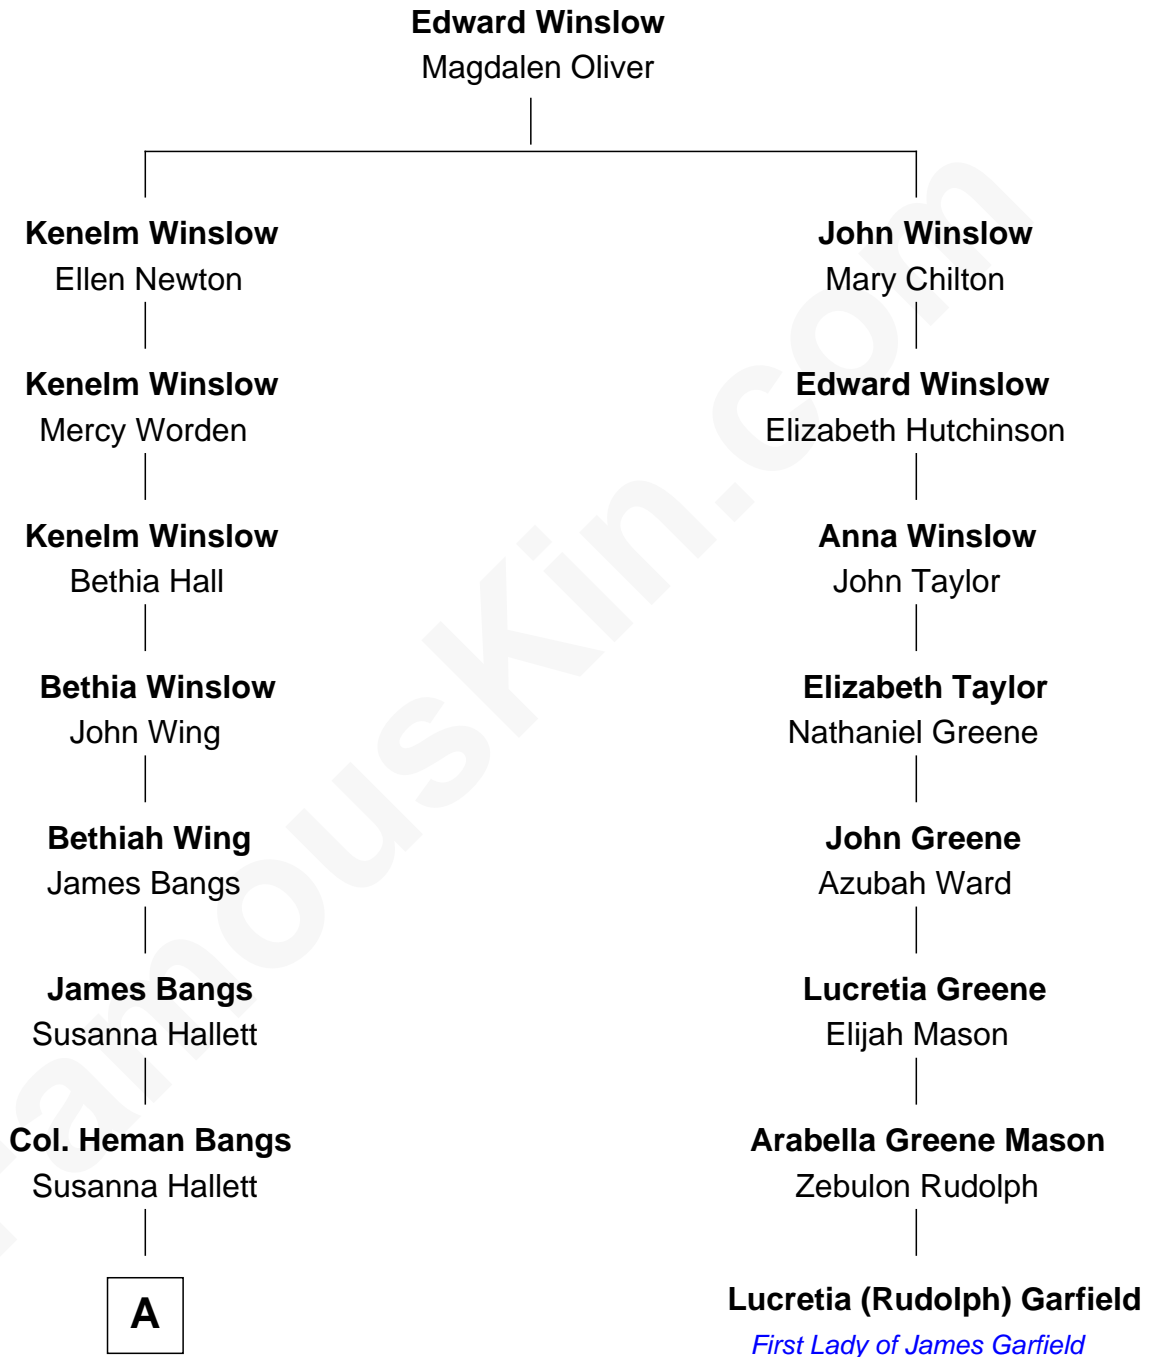 Edward Winslow
Magdalen Oliver
Kenelm Winslow
Ellen Newton
Kenelm Winslow
Mercy Worden
Kenelm Winslow
Bethia Hall
Bethia Winslow
John Wing
Bethiah Wing
James Bangs
James Bangs
Susanna Hallett
Col. Heman Bangs
Susanna Hallett
A
John Winslow
Mary Chilton
Edward Winslow
Elizabeth Hutchinson
Anna Winslow
John Taylor
Elizabeth Taylor
Nathaniel Greene
John Greene
Azubah Ward
Lucretia Greene
Elijah Mason
Arabella Greene Mason
Zebulon Rudolph
Lucretia (Rudolph) Garfield
First Lady of James Garfield
FamousKin.com